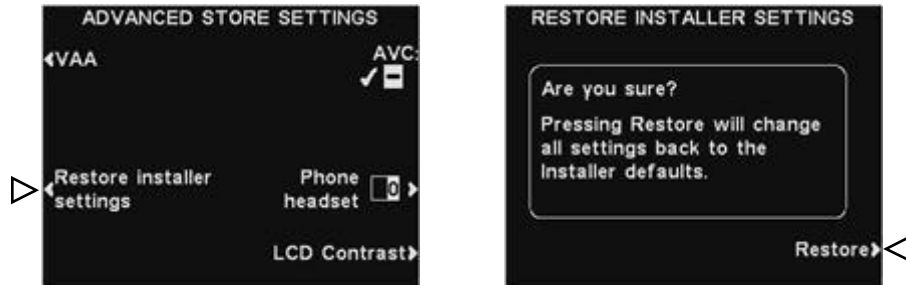 ADVANCED STORE SETTINGS
VAA
AVC:
Restore installer
settings
Phone
headset 0
LCD Contrast
RESTORE INSTALLER SETTINGS
Are you sure?
Pressing Restore will change
all settings back to the
Installer defaults.
Restore